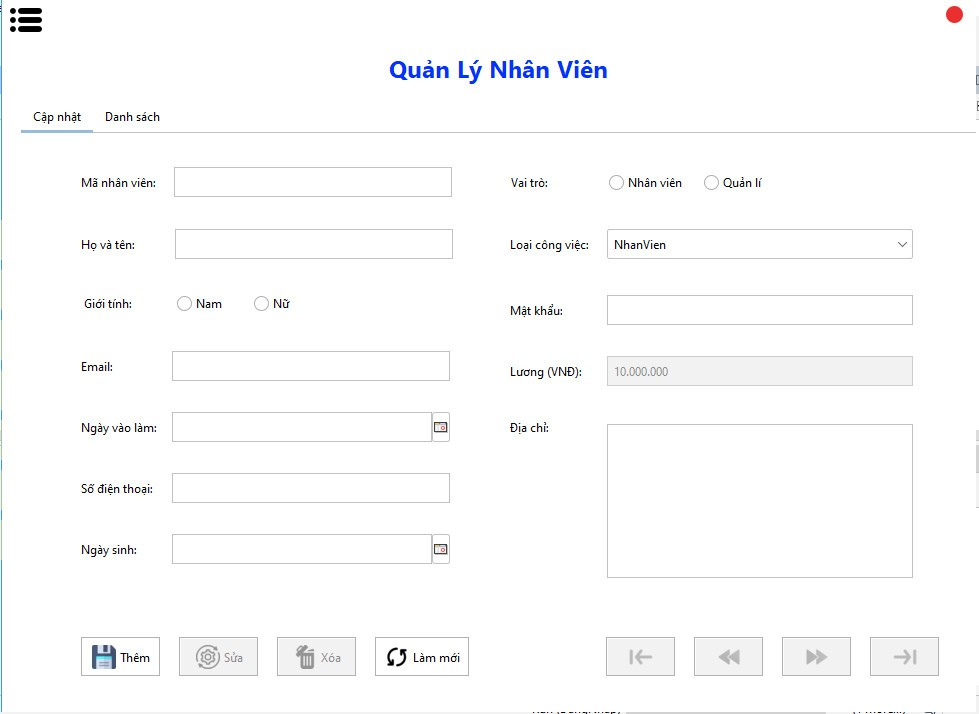 Quản Lý Nhân Viên
Cập nhật
Danh sách
Mã nhân viên:
Họ và tên:
Giới tính:
Nam
Nữ
Email:
Ngày vào làm:
Số điện thoại:
Ngày sinh:
Vai trò:
Nhân viên
Quản lí
Loại công việc:
NhanVien
Mật khẩu:
Lương (VNĐ):
10.000.000
Địa chỉ:
Thêm
Sửa
Xóa
Làm mới